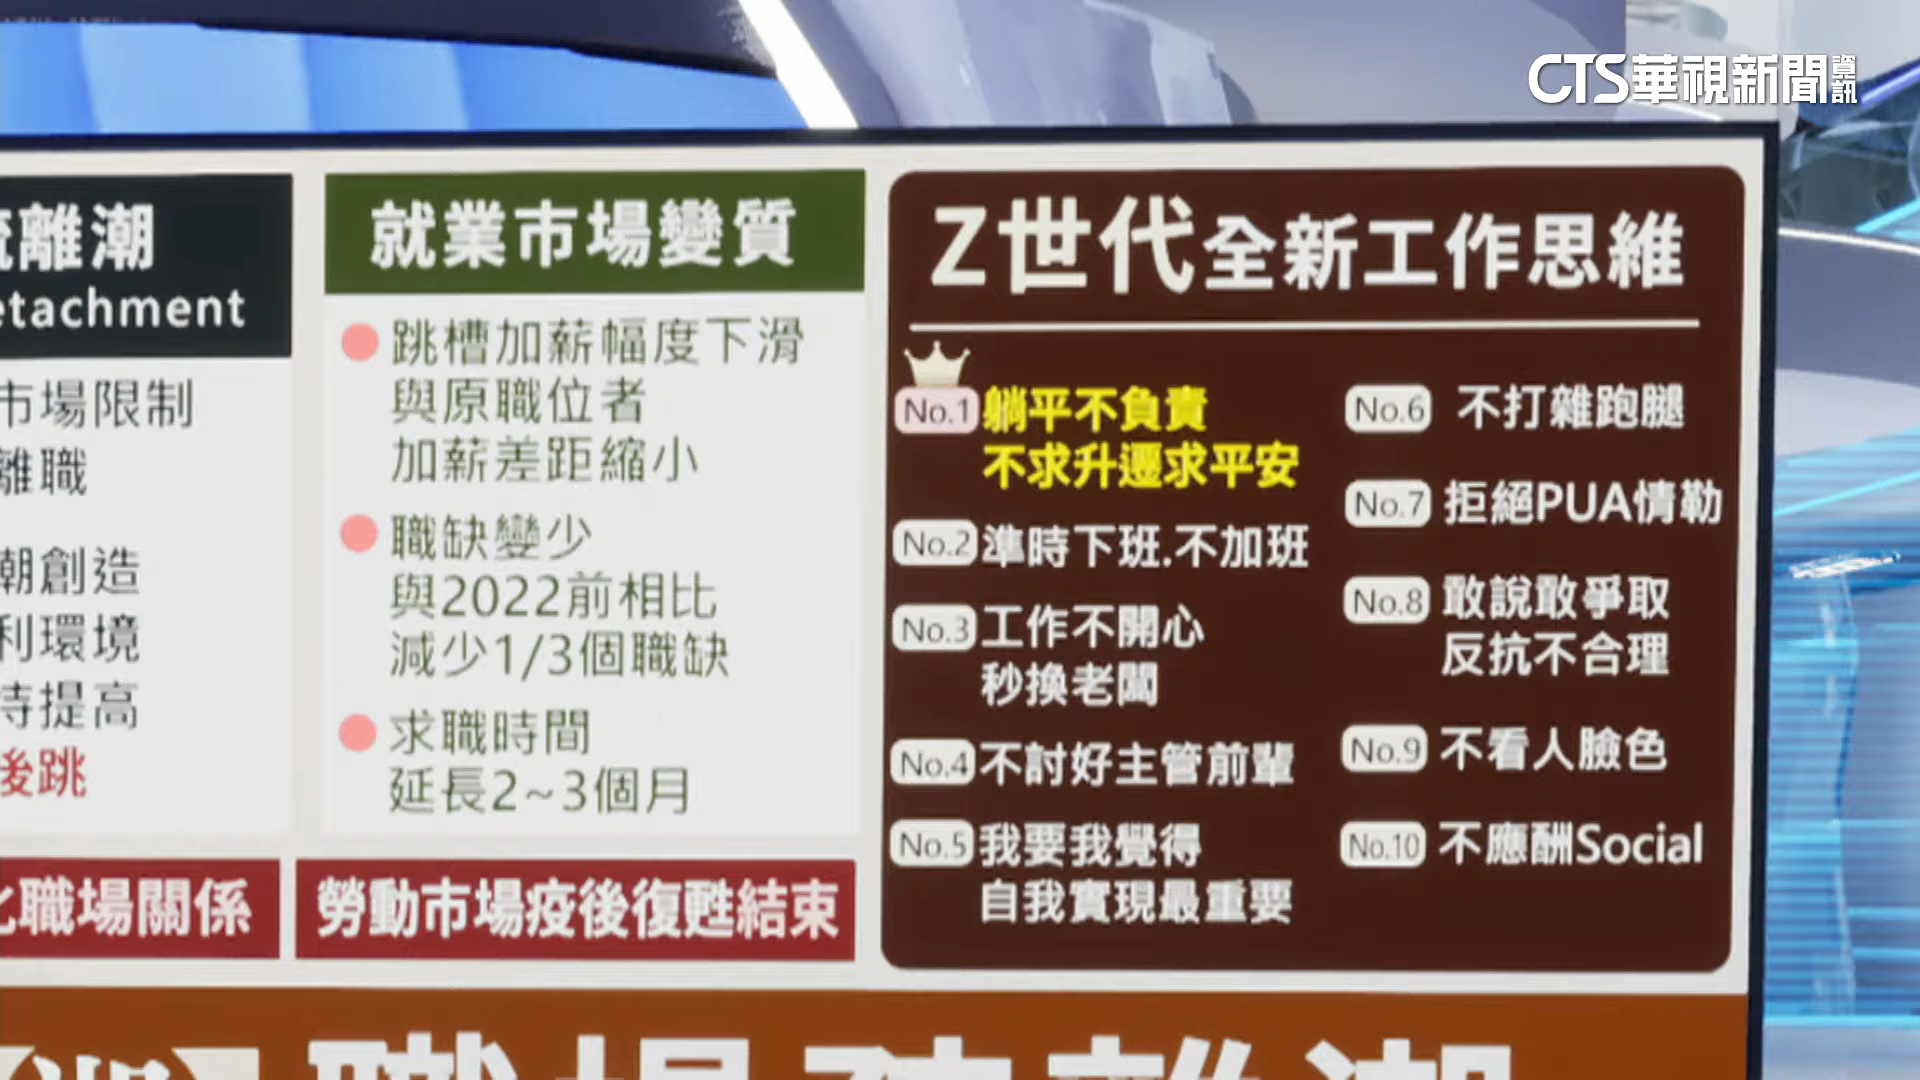 CTS華視新聞資訊
離潮
etachment
市場限制
離職
潮創造
利環境
待提高
後跳
職場關係
就業市場變質
跳槽加薪幅度下滑
與原職位者
加薪差距縮小
職缺變少
與2022前相比
減少1/3個職缺
求職時間
延長2~3個月
勞動市場疫後復甦結束
Z世代全新工作思維
No.1 躺平不負責
不求升遷求平安
No.2 準時下班.不加班
No.3 工作不開心
秒換老闆
No.4 不討好主管前輩
No.5 我要我覺得
自我實現最重要
No.6 不打雜跑腿
No.7 拒絕PUA情勒
No.8 敢說敢爭取
反抗不合理
No.9 不看人臉色
No.10 不應酬Social
職場疏離潮